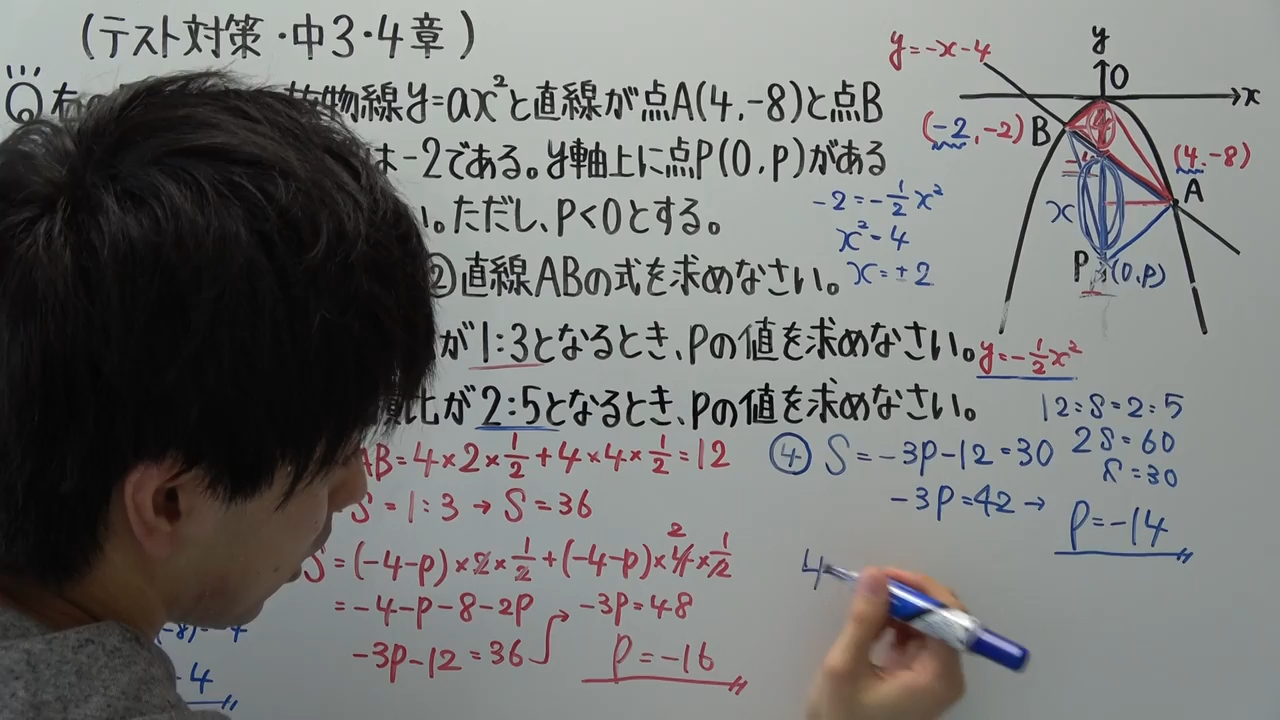 (テスト対策・中3・4章)
Q 右 放物線y=ax²と直線が点A(4,-8)と点B
は-2である。y軸上に点P(0,p)がある
い。ただし、p<0とする。
②直線ABの式を求めなさい。
が1:3となるとき、pの値を求めなさい。
積比が2:5となるとき、pの値を求めなさい。
AB=4×2×1/2+4×4×1/2=12
S=1:3→S=36
S=(-4-p)×2×1/2+(-4-p)×4×1/2
2
=-4-p-8-2p
-3p-12=36
-3p=48
p=-16
(-8)
-4
y=-x-4
y
O
x
B
(-2,-2)
4
(4,-8)
A
-4
x
P
(0,p)
-2=-1/2x²
x²-4
x=±2
y=-1/2x²
12:S=2:5
2S=60
S=30
④ S=-3p-12=30
-3p=42→
p=-14
4